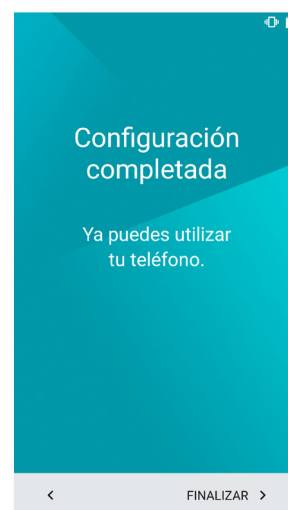 Configuración
completada
Ya puedes utilizar
tu teléfono.
FINALIZAR